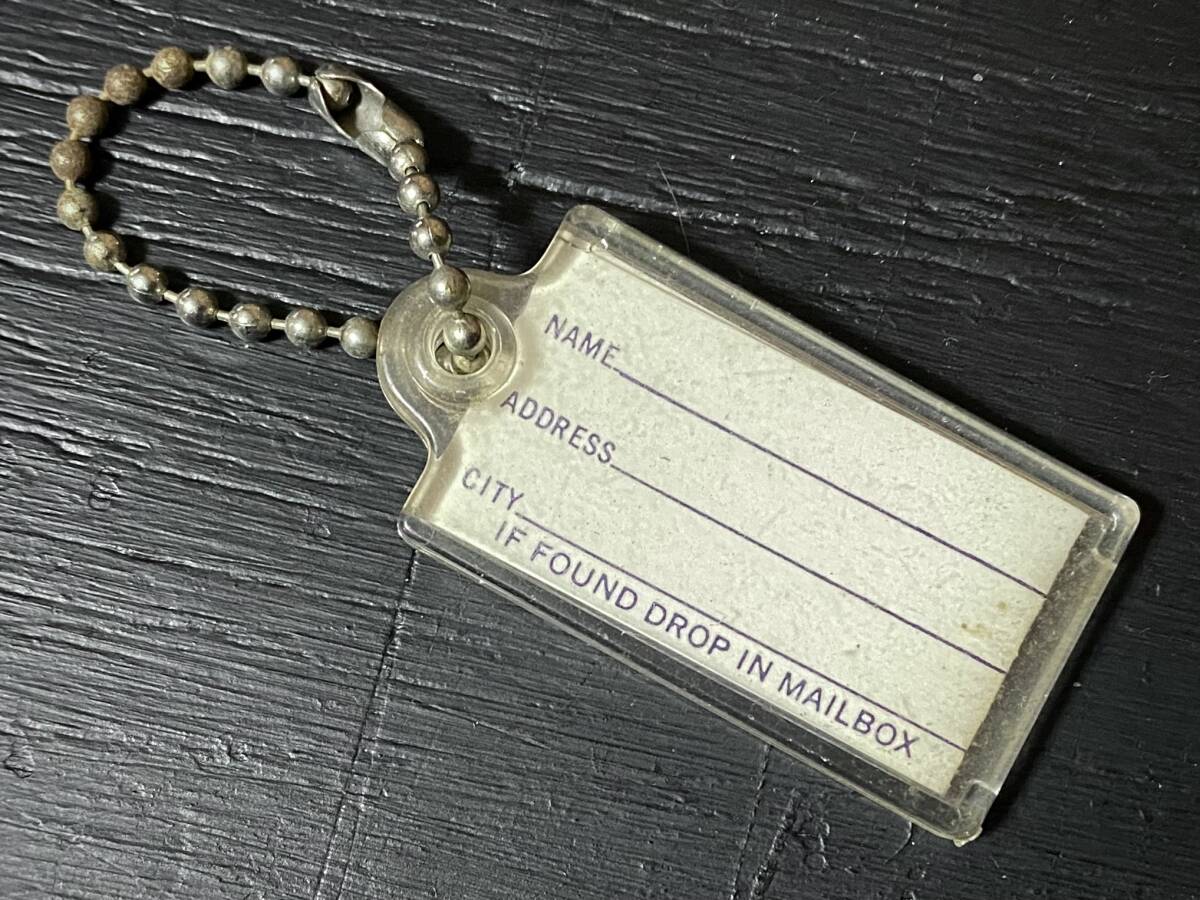 NAME
ADDRESS
CITY
IF FOUND DROP IN MAILBOX